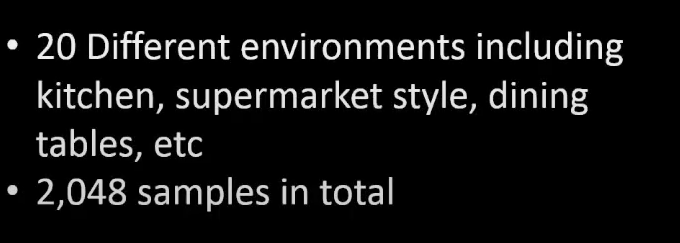 • 20 Different environments including
kitchen, supermarket style, dining
tables, etc
• 2,048 samples in total